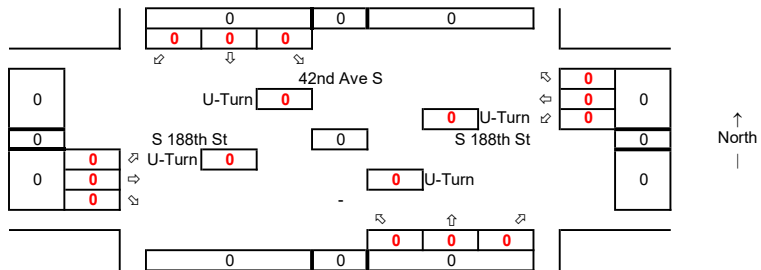 0 0 0
0 0 0
⬃ ⇩ ⬂
42nd Ave S
⬁ 0
U-Turn 0
0 ⇦ 0 0
0 U-Turn
⬃ 0
↑
0 S 188th St 0 S 188th St 0
North
0 ⬀ U-Turn 0
|
0 0 ⇨ 0 U-Turn 0
0 ⬂ -
⬁ ⇧ ⬀
0 0 0
0 0 0